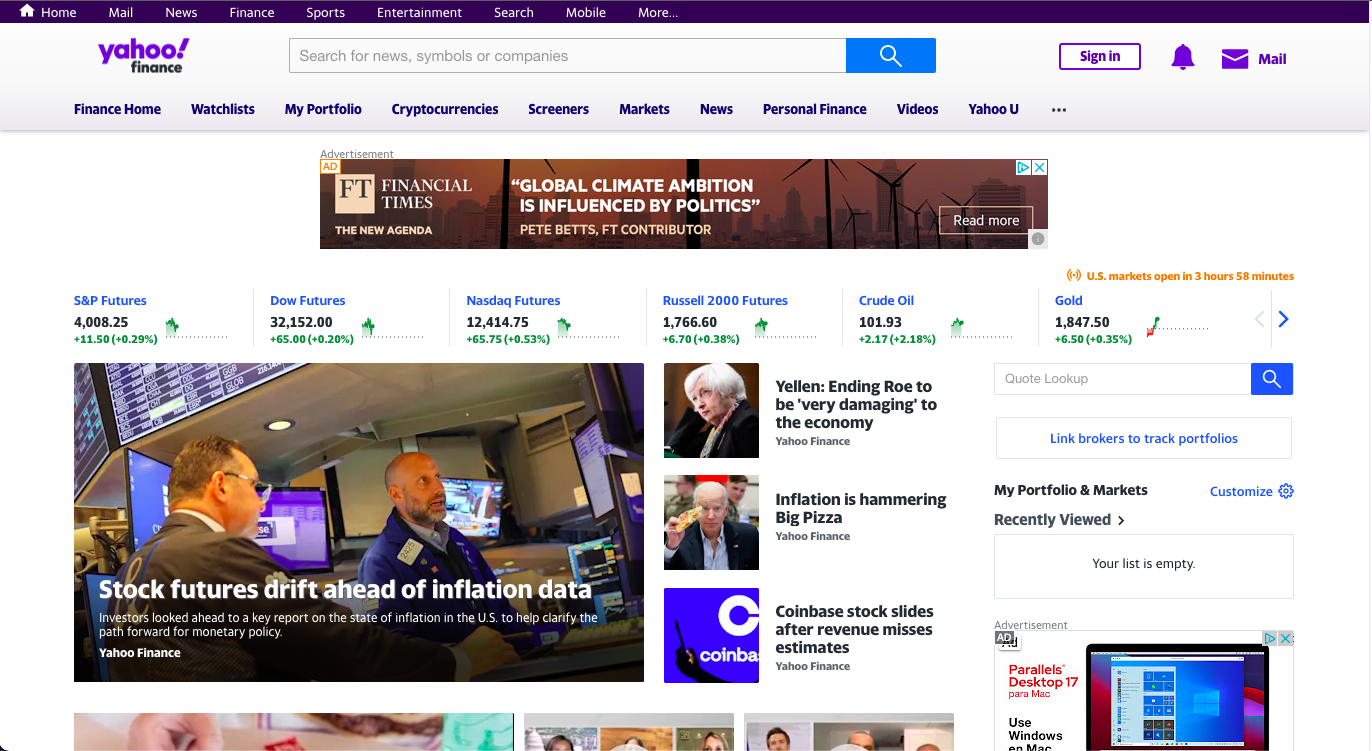 Home Mail News Finance Sports Entertainment Search Mobile More...
yahoo!
finance
Search for news, symbols or companies
Sign in
Mail
Finance Home Watchlists My Portfolio Cryptocurrencies Screeners Markets News Personal Finance Videos Yahoo U ...
Advertisement
AD
FT FINANCIAL
TIMES
THE NEW AGENDA
“GLOBAL CLIMATE AMBITION
IS INFLUENCED BY POLITICS”
PETE BETTS, FT CONTRIBUTOR
Read more
U.S. markets open in 3 hours 58 minutes
S&P Futures
4,008.25
+11.50 (+0.29%)
Dow Futures
32,152.00
+65.00 (+0.20%)
Nasdaq Futures
12,414.75
+65.75 (+0.53%)
Russell 2000 Futures
1,766.60
+6.70 (+0.38%)
Crude Oil
101.93
+2.17 (+2.18%)
Gold
1,847.50
+6.50 (+0.35%)
GLOB
2425
Stock futures drift ahead of inflation data
Investors looked ahead to a key report on the state of inflation in the U.S. to help clarify the
path forward for monetary policy.
Yahoo Finance
Yellen: Ending Roe to
be 'very damaging' to
the economy
Yahoo Finance
Inflation is hammering
Big Pizza
Yahoo Finance
coinba
Coinbase stock slides
after revenue misses
estimates
Yahoo Finance
Quote Lookup
Link brokers to track portfolios
My Portfolio & Markets
Customize
Recently Viewed
Your list is empty.
Advertisement
AD
Ad
Parallels®
Desktop 17
para Mac
Use
Windows
en Mac